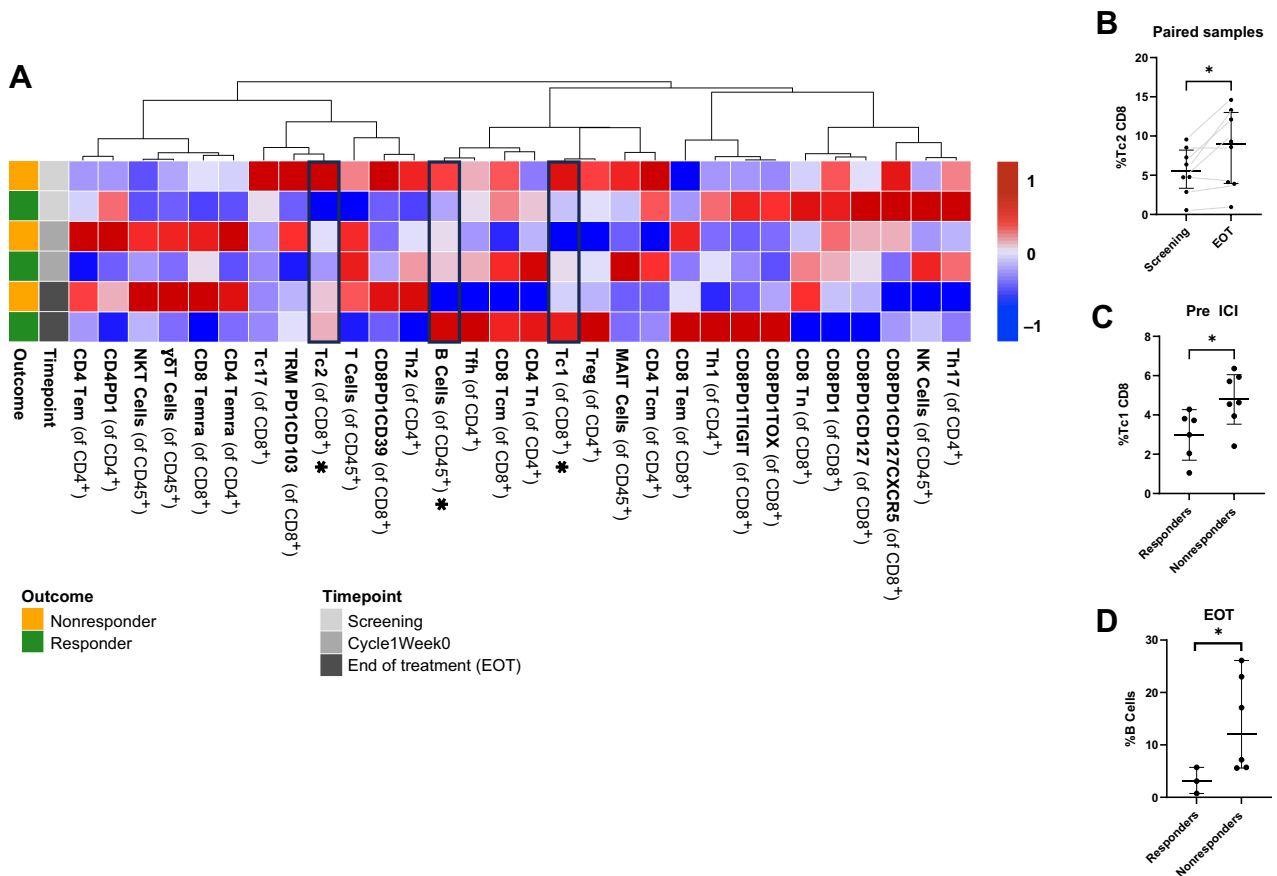 A
1
0
−1
Outcome
Timepoint
CD4 Tem (of CD4+)
CD4PD1 (of CD4+)
NKT Cells (of CD45+)
γδT Cells (of CD45+)
CD8 Temra (of CD8+)
CD4 Temra (of CD4+)
Tc17 (of CD8+)
TRM PD1CD103 (of CD8+)
Tc2 (of CD8+) *
T Cells (of CD45+)
CD8PD1CD39 (of CD8+)
Th2 (of CD4+)
B Cells (of CD45+) *
Tfh (of CD4+)
CD8 Tcm (of CD8+)
CD4 Tn (of CD4+)
Tc1 (of CD8+) *
Treg (of CD4+)
MAIT Cells (of CD45+)
CD4 Tcm (of CD4+)
CD8 Tem (of CD8+)
Th1 (of CD4+)
CD8PD1TIGIT (of CD8+)
CD8PD1TOX (of CD8+)
CD8 Tn (of CD8+)
CD8PD1 (of CD8+)
CD8PD1CD127 (of CD8+)
CD8PD1CD127CXCR5 (of CD8+)
NK Cells (of CD45+)
Th17 (of CD4+)
Outcome
Nonresponder
Responder
Timepoint
Screening
Cycle1Week0
End of treatment (EOT)
B
Paired samples
*
%Tc2 CD8
20
15
10
5
0
Screening
EOT
C
Pre ICI
*
%Tc1 CD8
8
6
4
2
0
Responders
Nonresponders
D
EOT
*
%B Cells
30
20
10
0
Responders
Nonresponders